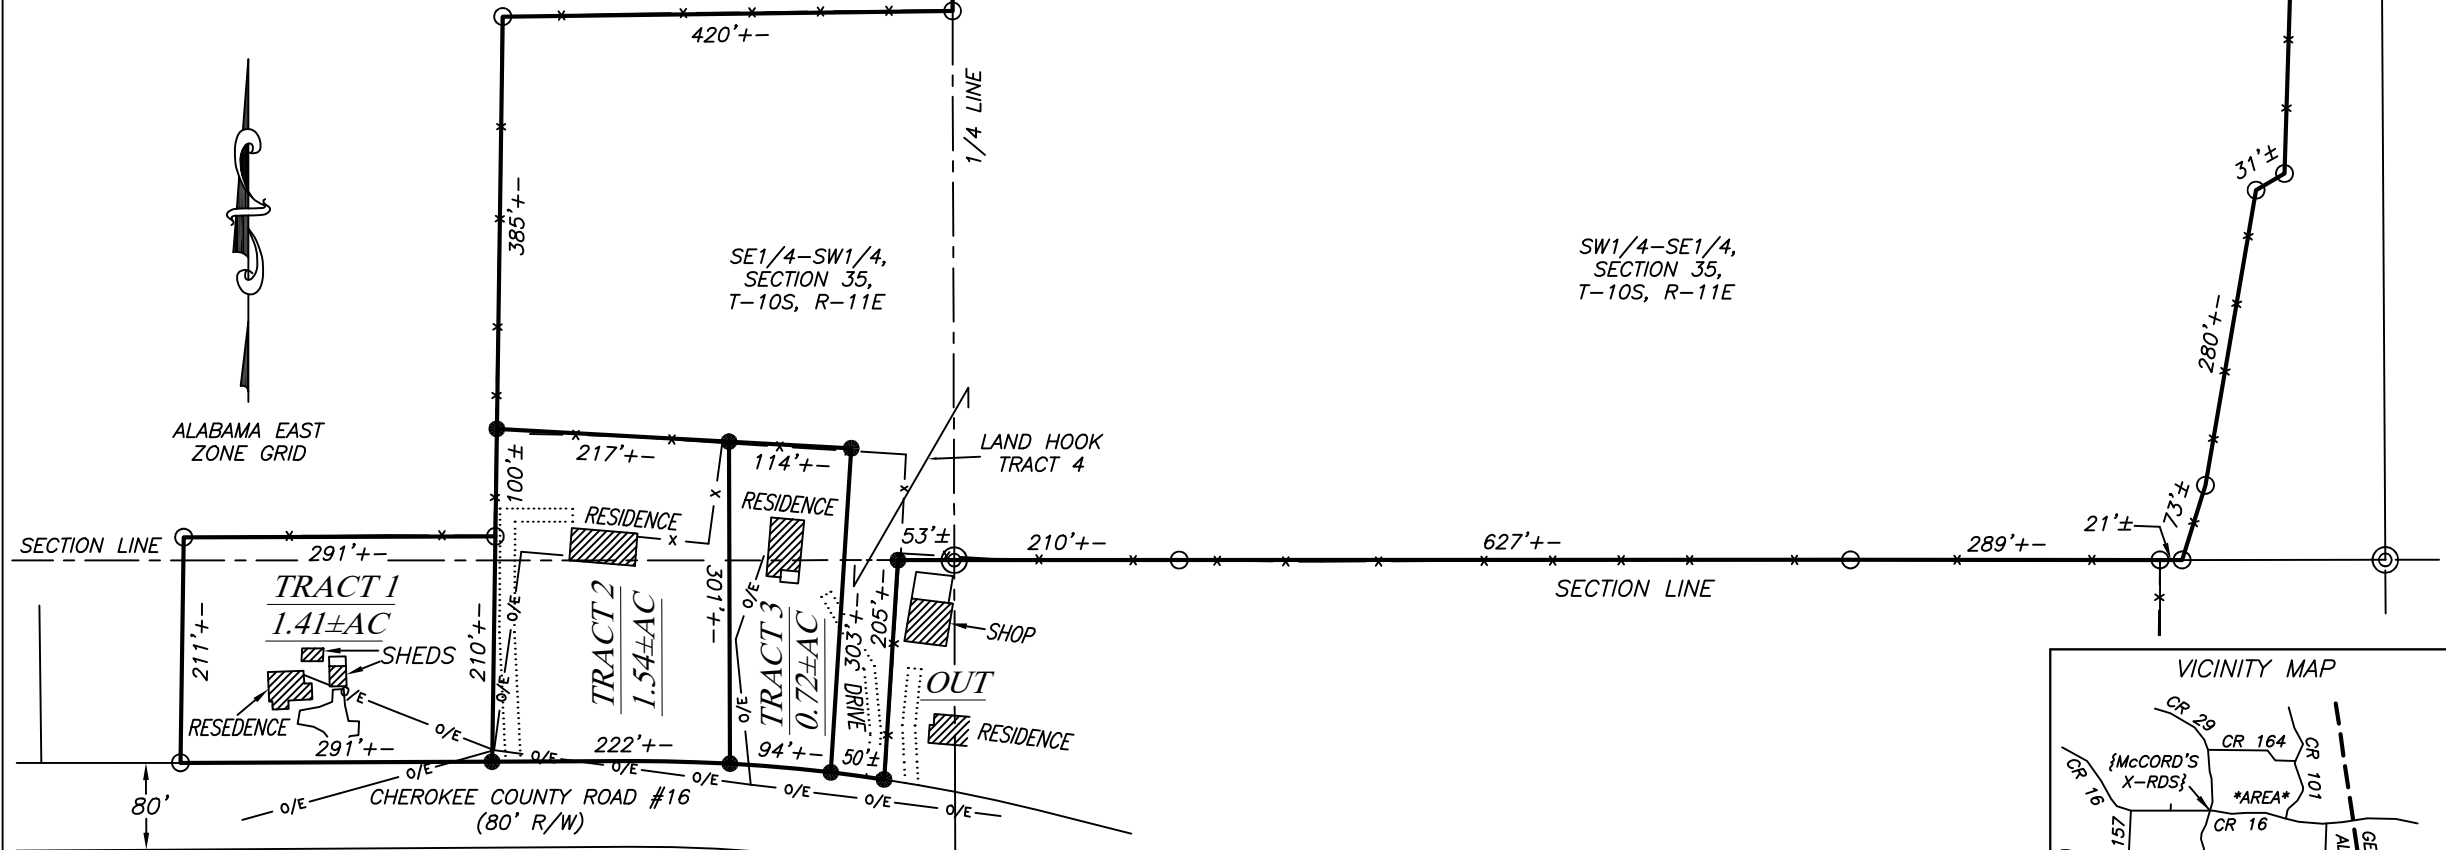 420'+-
1/4 LINE
385'+-
31'±
SE1/4-SW1/4,
SECTION 35,
T-10S, R-11E
SW1/4-SE1/4,
SECTION 35,
T-10S, R-11E
280'+-
ALABAMA EAST
ZONE GRID
LAND HOOK
TRACT 4
100'±
217'+-
114'+-
RESIDENCE
RESIDENCE
73'±
21'±
SECTION LINE
291'+-
53'±
210'+-
627'+-
289'+-
SECTION LINE
TRACT 1
1.41±AC
211'+-
210'+-
SHEDS
RESEDENCE
291'+-
O/E
O/E
O/E
O/E
O/E
O/E
O/E
TRACT 2
1.54±AC
301'+-
222'+-
O/E
O/E
O/E
O/E
TRACT 3
0.72±AC
94'+-
303'+-
DRIVE
205'+-
50'±
SHOP
OUT
RESIDENCE
O/E
O/E
O/E
80'
CHEROKEE COUNTY ROAD #16
(80' R/W)
VICINITY MAP
CR 29
CR 164
CR 101
{McCORD'S
X-RDS}
CR 16
*AREA*
CR 16
157
GE
AL